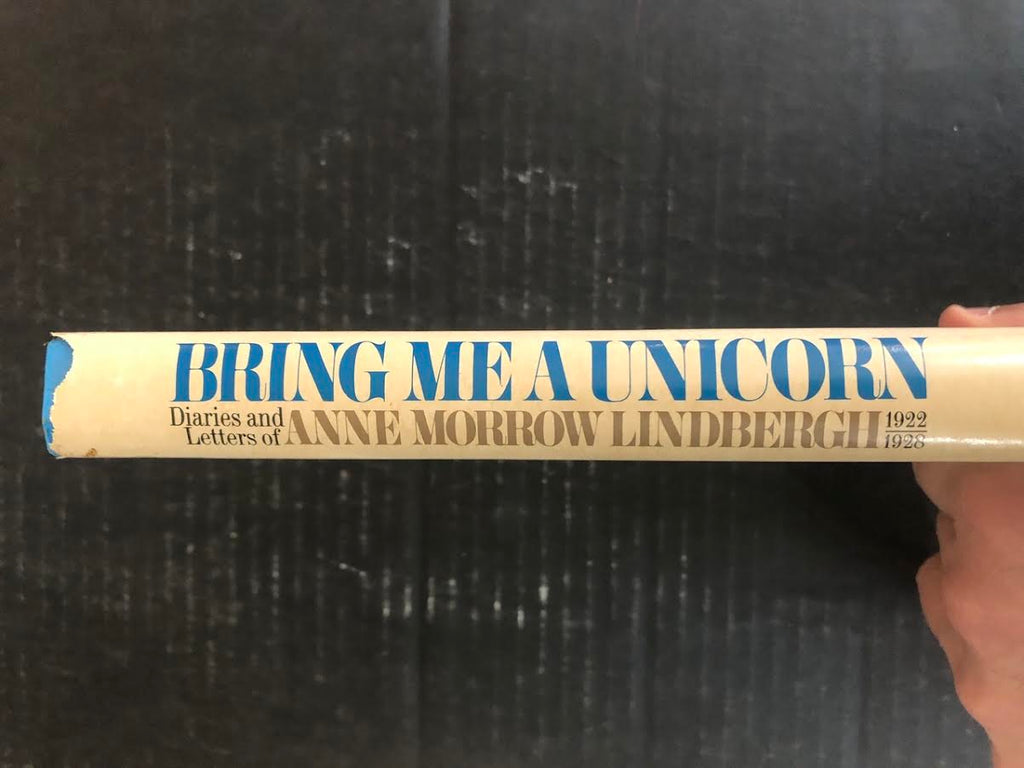 BRING ME A UNICORN
Diaries and
Letters of
ANNE MORROW LINDBERGH
1922
1928